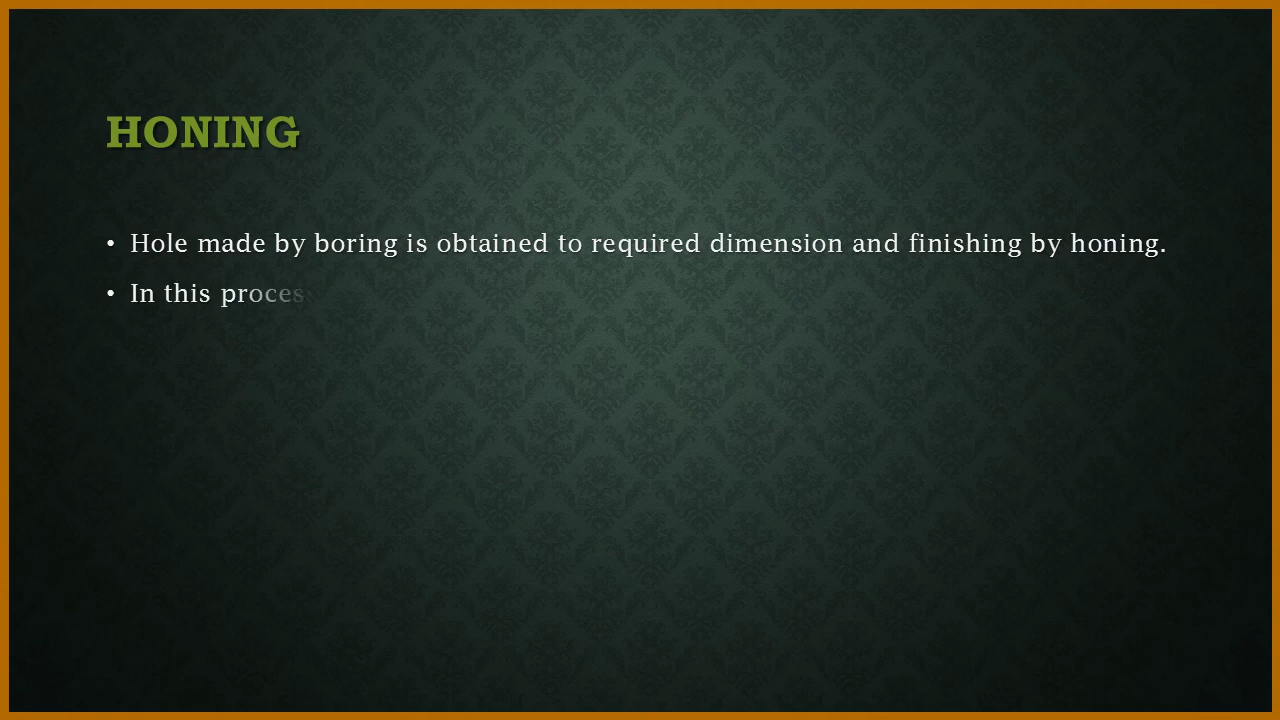 HONING
• Hole made by boring is obtained to required dimension and finishing by honing.
• In this process